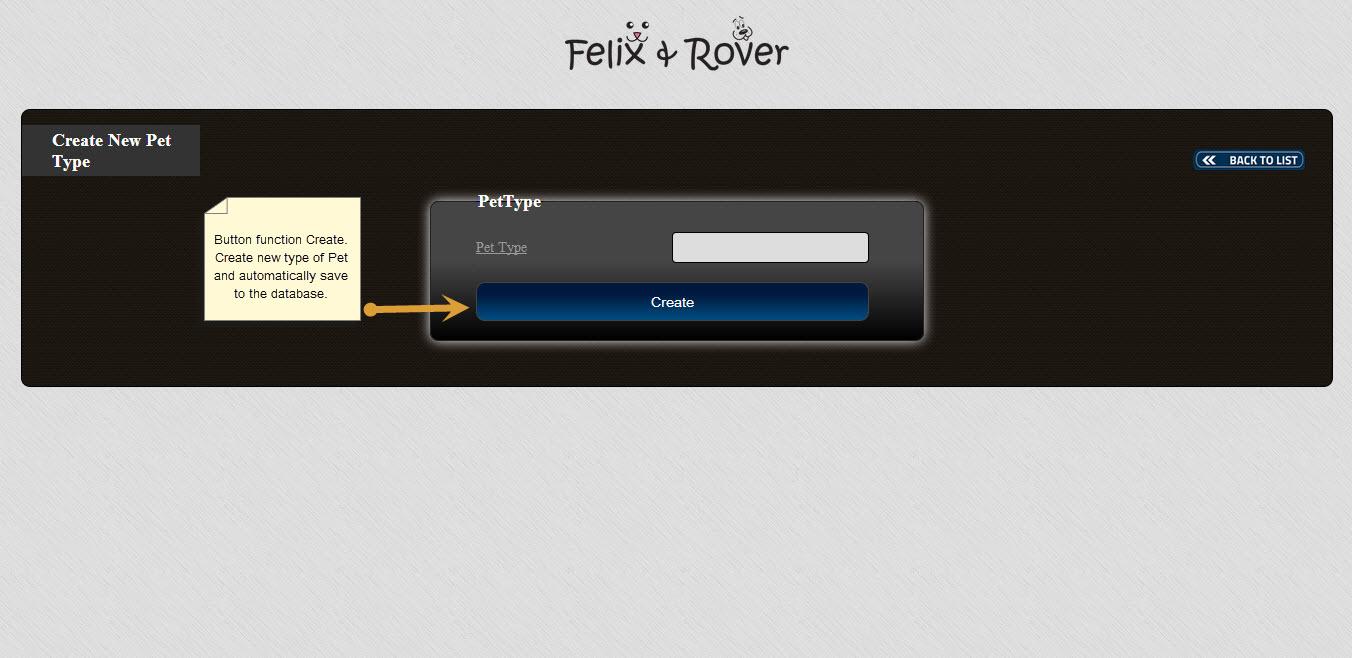 Felix & Rover
Create New Pet
Type
BACK TO LIST
Button function Create.
Create new type of Pet
and automatically save
to the database.
PetType
Pet Type
Create